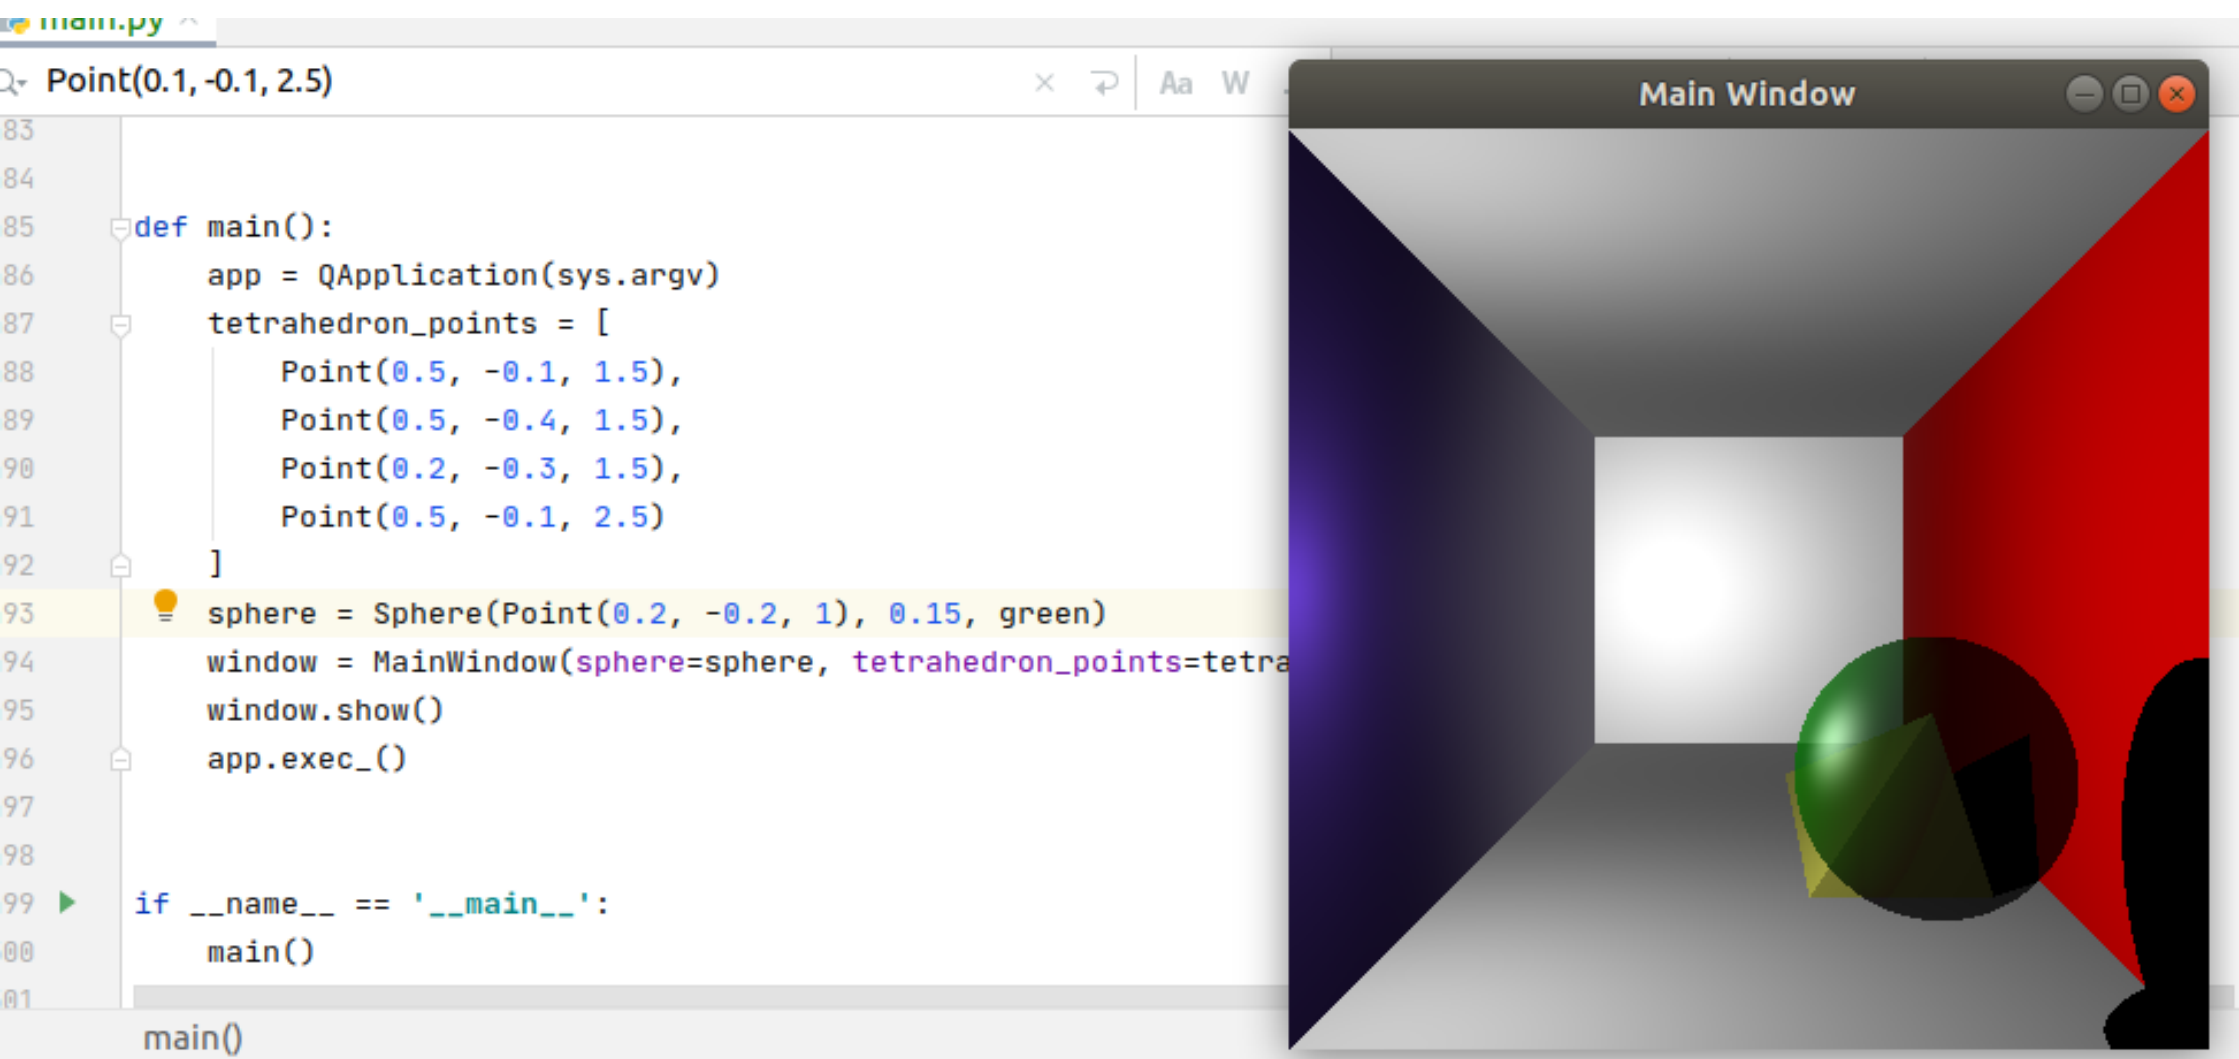 main.py
Point(0.1, -0.1, 2.5)
Aa W
Main Window
83
84
85 def main():
86 app = QApplication(sys.argv)
87 tetrahedron_points = [
88 Point(0.5, -0.1, 1.5),
89 Point(0.5, -0.4, 1.5),
90 Point(0.2, -0.3, 1.5),
91 Point(0.5, -0.1, 2.5)
92 ]
93 sphere = Sphere(Point(0.2, -0.2, 1), 0.15, green)
94 window = MainWindow(sphere=sphere, tetrahedron_points=tetra
95 window.show()
96 app.exec_()
97
98
99 if __name__ == '__main__':
00 main()
01
main()